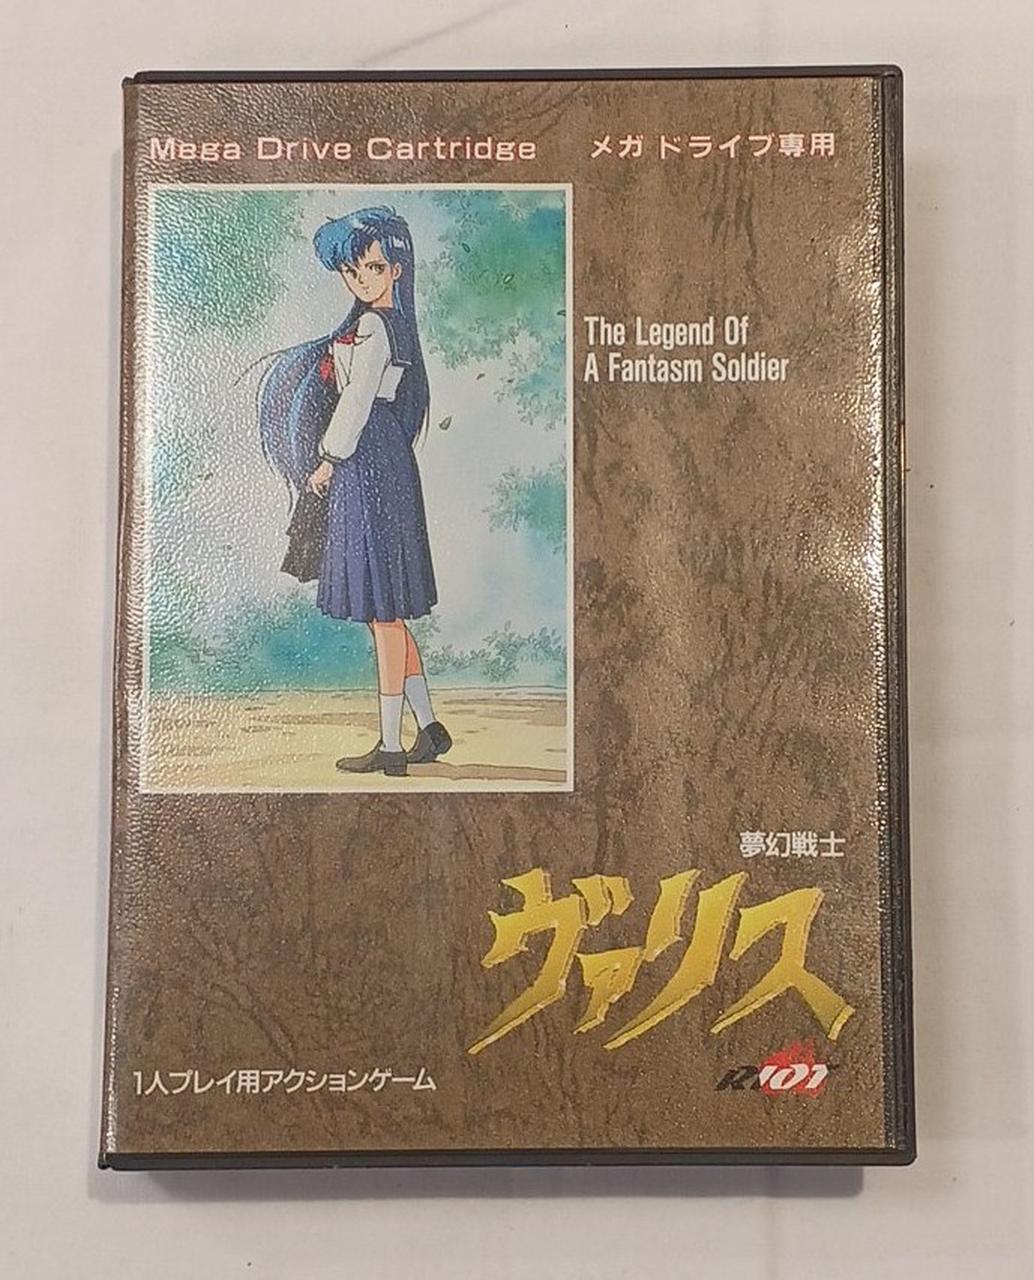 Mega Drive Cartridge
メガドライブ専用
The Legend Of
A Fantasm Soldier
夢幻戦士
ヴァリス
1人プレイ用アクションゲーム
RIOT